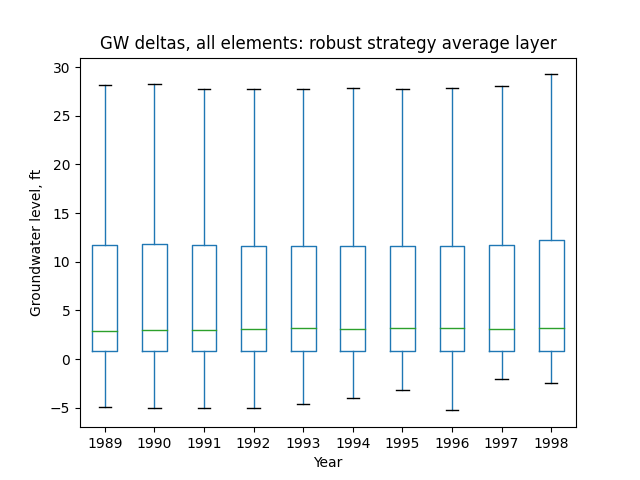 GW deltas, all elements: robust strategy average layer
30
25
20
15
10
5
0
−5
Groundwater level, ft
1989 1990 1991 1992 1993 1994 1995 1996 1997 1998
Year